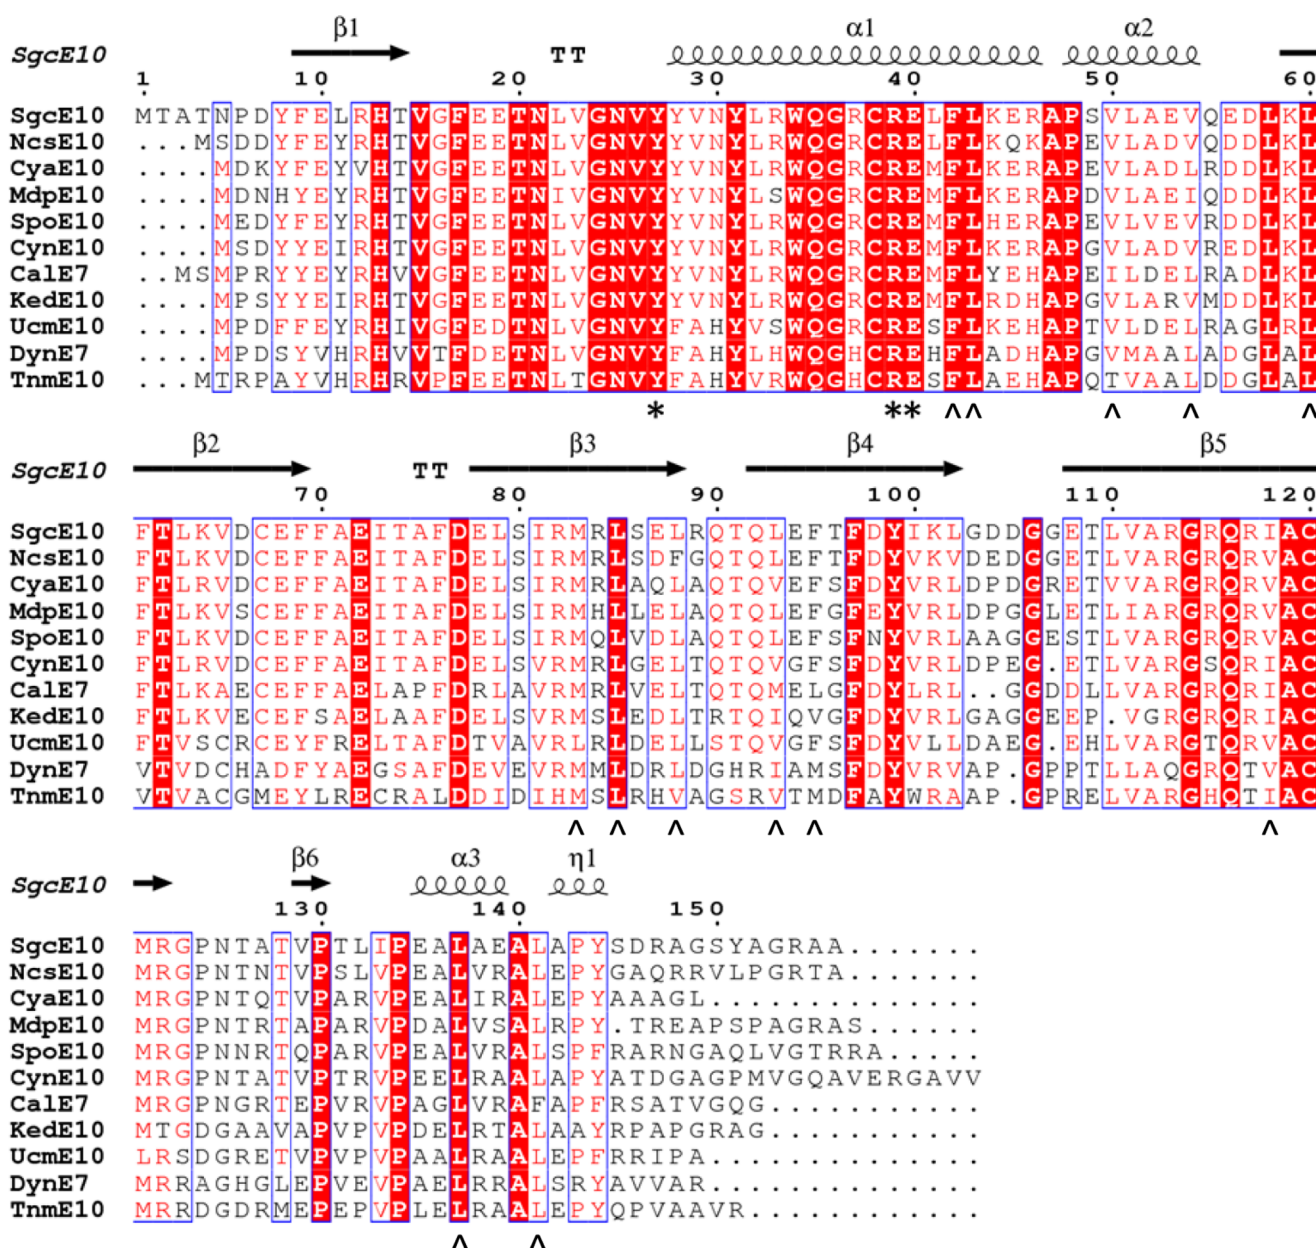 β1 α1 α2
SgcE10 TT
1 10 20 30 40 50 60
SgcE10 MTATNPDYFELRHTVGFEETNLVGNVYYVNYLRWQGRCRELFLKERAPSVLAEVQEDLKL
NcsE10 ...MSDDYFEYRHTVGFEETNLVGNVYYVNYLRWQGRCRELFLKQKAPEVLADVQDDLKL
CyaE10 ....MDKYFEYVHTVGFEETNLVGNVYYVNYLRWQGRCREMFLKERAPEVLADLRDDLKL
MdpE10 ....MDNHYEYRHTVGFEETNIVGNVYYVNYLSWQGRCREMFLKERAPDVLAEIQDDLKL
SpoE10 ....MEDYFEYRHTVGFEETNLVGNVYYVNYLRWQGRCREMFLHERAPEVLVEVRDDLKL
CynE10 ....MSDYYEIRHTVGFEETNLVGNVYYVNYLRWQGRCREMFLKERAPGVLADVREDLKL
CalE7 ..MSMPRYYEYRHVVGFEETNLVGNVYYVNYLRWQGRCREMFLYEHAPEILDELRADLKL
KedE10 ....MPSYYEIRHTVGFEETNLVGNVYYVNYLRWQGRCREMFLRDHAPGVLARVMDDLKL
UcmE10 ....MPDFFEYRHIVGFEDTNLVGNVYFAHYVSWQGRCRESFLKEHAPTVLDELRAGLRL
DynE7 ....MPDSYVHRHVVTFDETNLVGNVYFAHYLHWQGHCREHFLADHAPGVMAALADGLAL
TnmE10 ...MTRPAYVHRHRVPFEETNLTGNVYFAHYVRWQGHCRESFLAEHAPQTVAALDDGLAL
* ** ^^ ^ ^ ^
β2 β3 β4 β5
SgcE10 TT
70 80 90 100 110 120
SgcE10 FTLKVDCEFFAEITAFDELSIRMRLSELRQTQLEFTFDYIKLGDDGGETLVARGRQRIAC
NcsE10 FTLKVDCEFFAEITAFDELSIRMRLSDFGQTQLEFTFDYVKVDEDGGETLVARGRQRVAC
CyaE10 FTLRVDCEFFAEITAFDELSIRMRLAQLAQTQVEFSFDYVRLDPDGRETVVARGRQRVAC
MdpE10 FTLKVSCEFFAEITAFDELSIRMHLLELAQTQLEFGFEYVRLDPGGLETLIARGRQRVAC
SpoE10 FTLKVDCEFFAEITAFDELSIRMQLVDLAQTQLEFSFNYVRLAAGGESTLVARGRQRVAC
CynE10 FTLRVDCEFFAEITAFDELSVRMRLGELTQTQVGFSFDYVRLDPEG.ETLVARGSQRIAC
CalE7 FTLKAECEFFAELAPFDRLAVRMRLVELTQTQMELGFDYLRL..GGDDLLVARGRQRIAC
KedE10 FTLKVECEFSAELAAFDELSVRMSLEDLTRTQIQVGFDYVRLGAGGEEP.VGRGRQRIAC
UcmE10 FTVSCRCEYFRELTAFDTVAVRLRLDELLSTQVGFSFDYVLLDAEG.EHLVARGTQRVAC
DynE7 VTVDCHADFYAEGSAFDEVEVRMMLDRLDGHRIAMSFDYVRVAP.GPPTLLAQGRQTVAC
TnmE10 VTVACGMEYLRECRALDDIDIHMSLRHVAGSRVTMDFAYWRAAP.GPRELVARGHQTIAC
^ ^ ^ ^ ^ ^
β6 α3 η1
SgcE10
130 140 150
SgcE10 MRGPNTATVPTLIPEALAEALAPYSDRAGSYAGRAA.......
NcsE10 MRGPNTNTVPSLVPEALVRALEPYGAQRRVLPGRTA.......
CyaE10 MRGPNTQTVPARVPEALIRALEPYAAAGL..............
MdpE10 MRGPNTRTAPARVPDALVSALRPY.TREAPSPAGRAS......
SpoE10 MRGPNNRTQPARVPEALVRALSPFRARNGAQLVGTRRA.....
CynE10 MRGPNTATVPTRVPEELRAALAPYATDGAGPMVGQAVERGAVV
CalE7 MRGPNGRTEPVRVPAGLVRAFAPFRSATVGQG...........
KedE10 MTGDGAAVAPVPVPDELRTALAAYRPAPGRAG...........
UcmE10 LRSDGRETVPVPVPAALRAALEPFRRIPA..............
DynE7 MRRAGHGLEPVEVPAELRRALSRYAVVAR..............
TnmE10 MRRDGDRMEPEPVPLELRAALEPYQPVAAVR............
^ ^